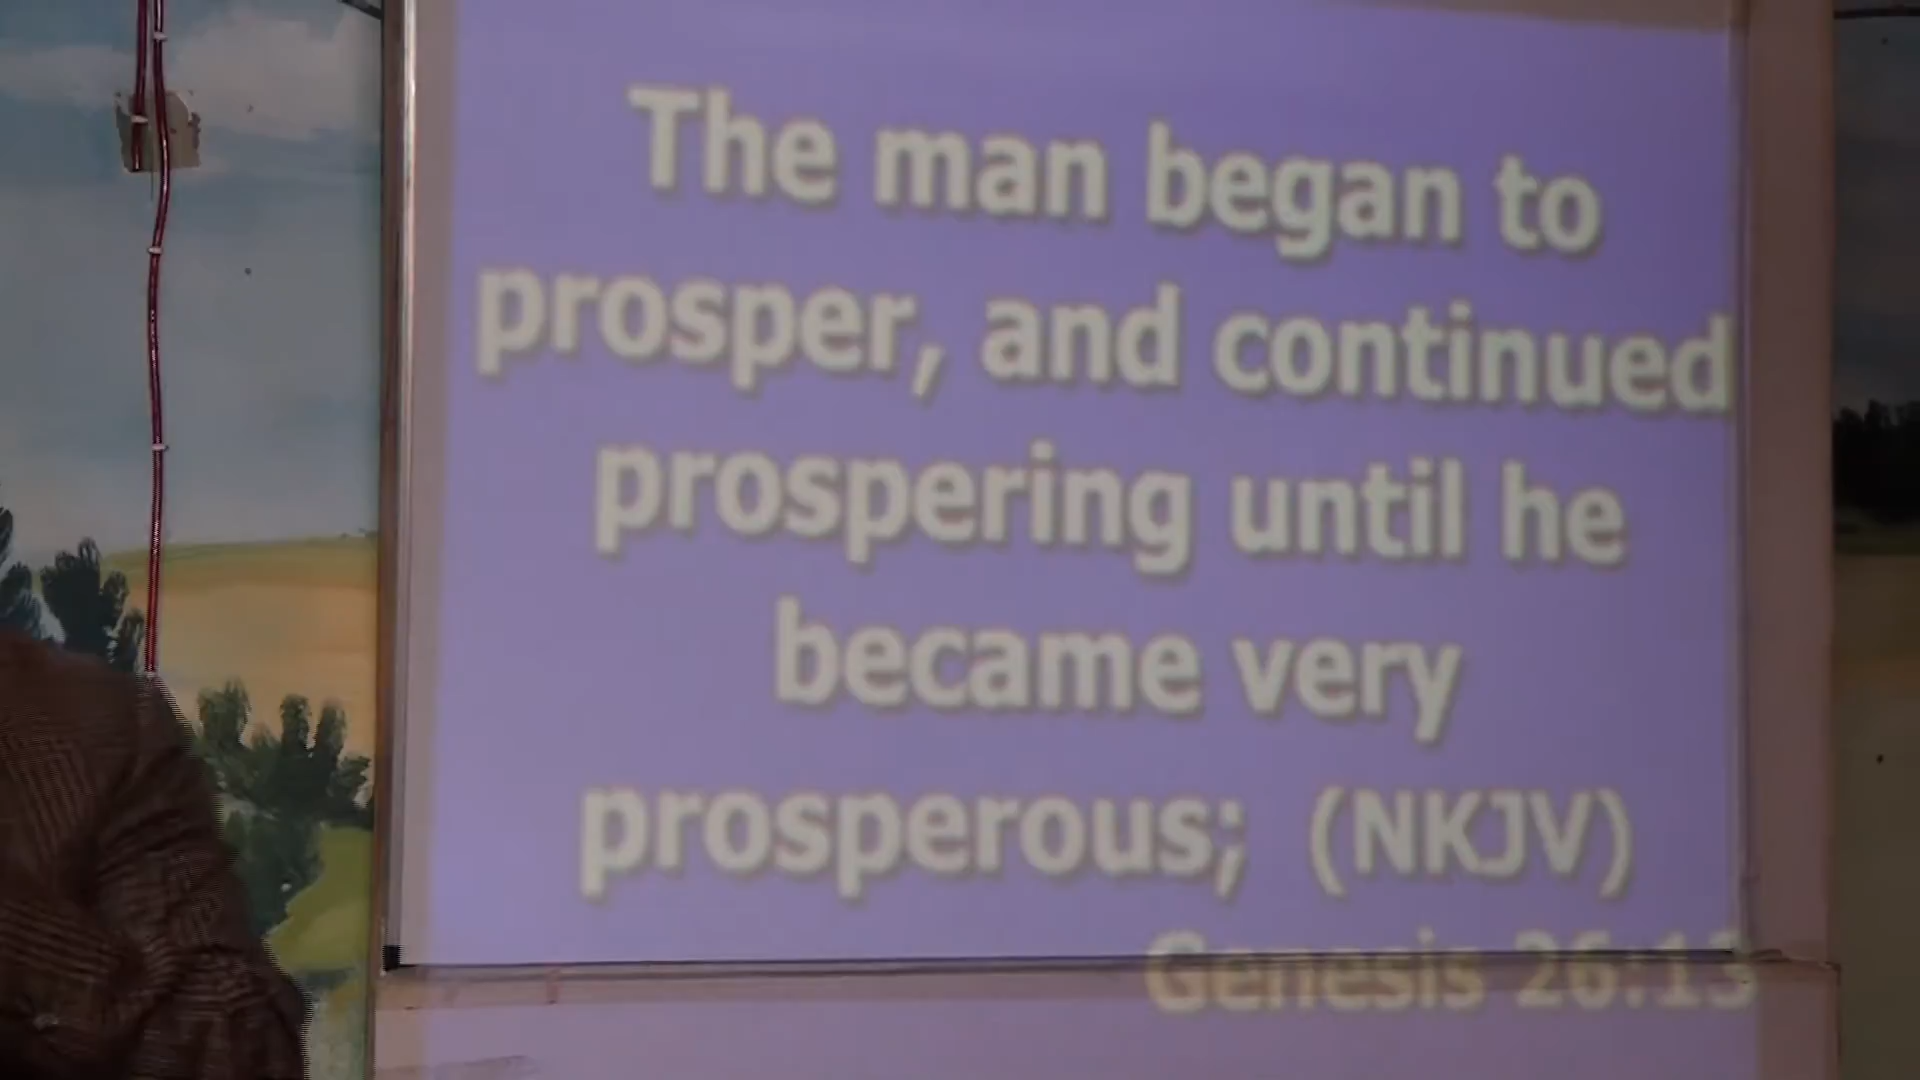 The man began to
prosper, and continued
prospering until he
became very
prosperous; (NKJV)
Genesis 26:13